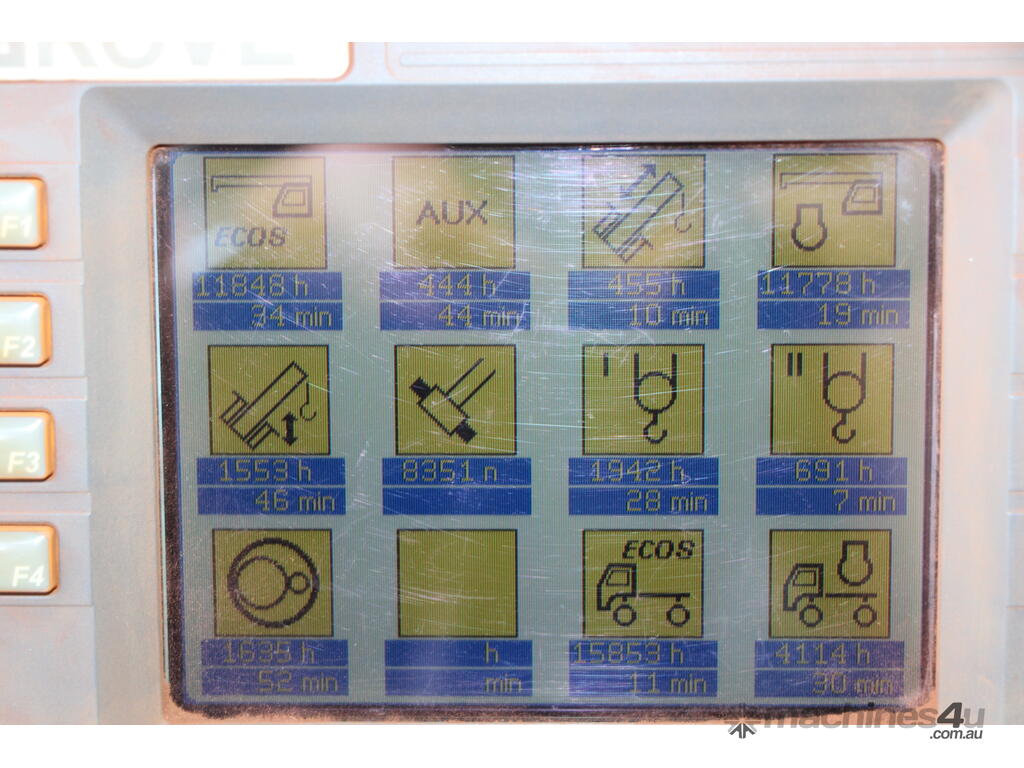 GROVE
F1
F2
F3
F4
ECOS
11848 h
34 min
AUX
444 h
44 min
455 h
10 min
11778 h
19 min
1553 h
46 min
8351 n
I
1942 h
28 min
II
691 h
7 min
52 min
h
min
ECOS
15853 h
11 min
4114 h
30 min
machines4u
.com.au